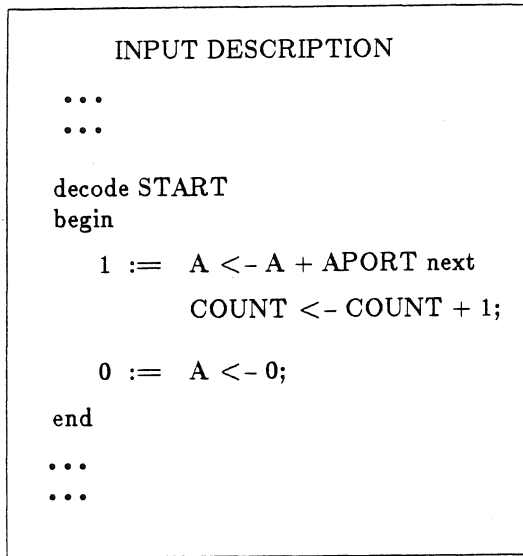 INPUT DESCRIPTION
...
...
decode START
begin
1 := A <- A + APORT next
COUNT <- COUNT + 1;
0 := A <- 0;
end
...
...